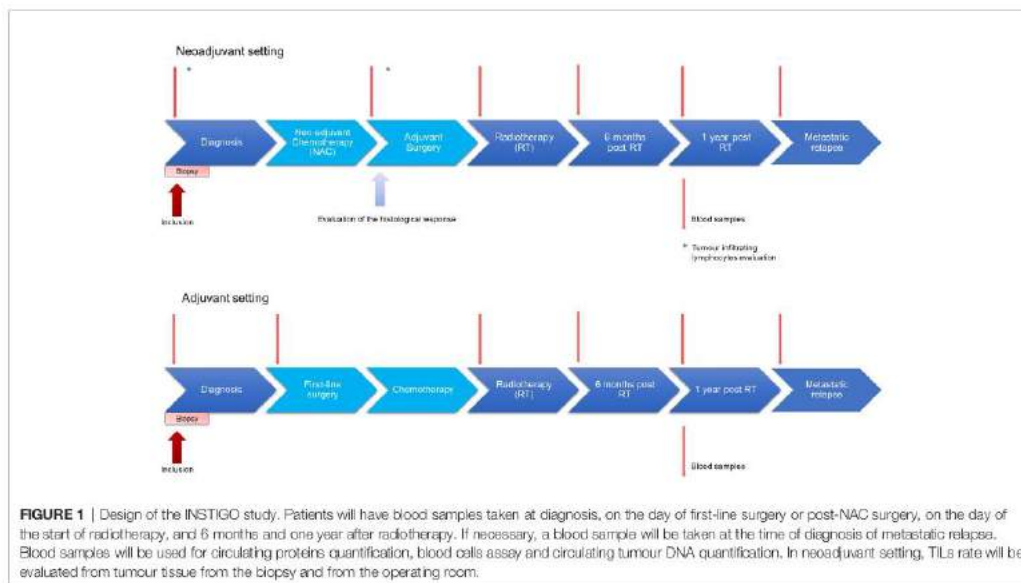 Neoadjuvant setting
*
*
Diagnosis
Neo-adjuvant
Chemotherapy
(NAC)
Adjuvant
Surgery
Radiotherapy
(RT)
6 months
post RT
1 year post
RT
Metastatic
relapse
Biopsy
Inclusion
Evaluation of the histological response
Blood samples
* Tumour infiltrating
lymphocytes evaluation
Adjuvant setting
Diagnosis
First-line
surgery
Chemotherapy
Radiotherapy
(RT)
6 months post
RT
1 year post RT
Metastatic
relapse
Biopsy
Inclusion
Blood samples
FIGURE 1 | Design of the INSTIGO study. Patients will have blood samples taken at diagnosis, on the day of first-line surgery or post-NAC surgery, on the day of
the start of radiotherapy, and 6 months and one year after radiotherapy. If necessary, a blood sample will be taken at the time of diagnosis of metastatic relapse.
Blood samples will be used for circulating proteins quantification, blood cells assay and circulating tumour DNA quantification. In neoadjuvant setting, TILs rate will be
evaluated from tumour tissue from the biopsy and from the operating room.